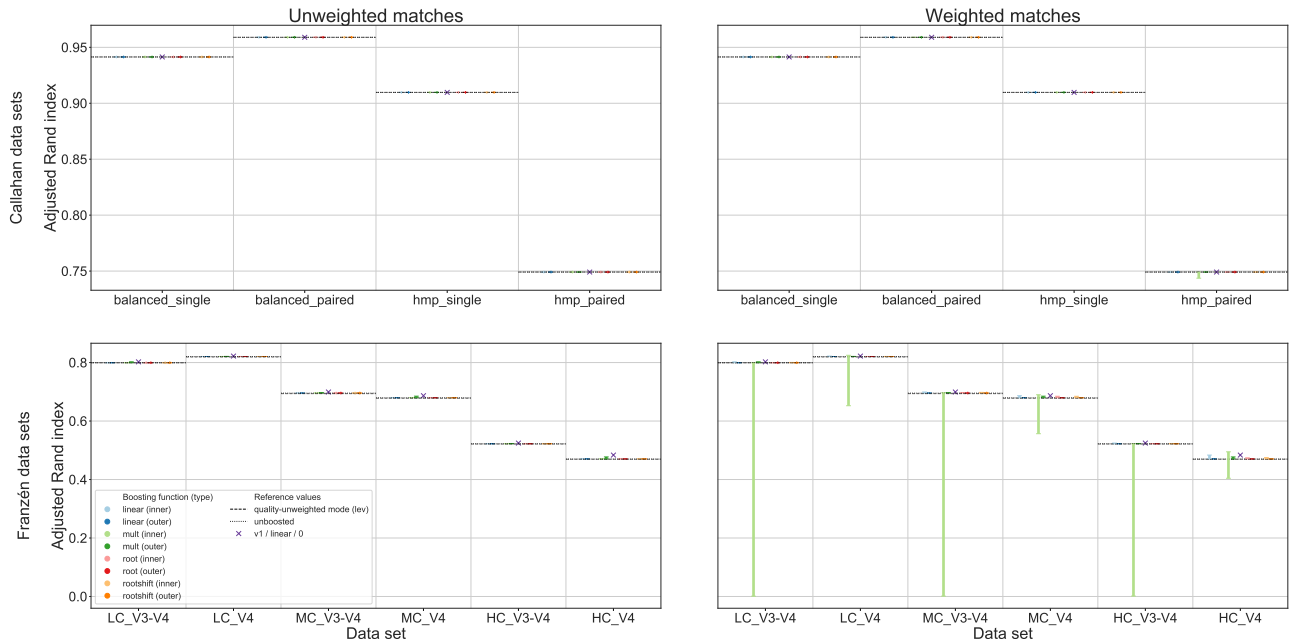 Unweighted matches
Weighted matches
Callahan data sets
Adjusted Rand index
0.95
0.90
0.85
0.80
0.75
balanced_single
balanced_paired
hmp_single
hmp_paired
balanced_single
balanced_paired
hmp_single
hmp_paired
Franzén data sets
Adjusted Rand index
0.8
0.6
0.4
0.2
0.0
Boosting function (type)
linear (inner)
linear (outer)
mult (inner)
mult (outer)
root (inner)
root (outer)
rootshift (inner)
rootshift (outer)
Reference values
quality-unweighted mode (lev)
unboosted
v1 / linear / 0
LC_V3-V4
LC_V4
MC_V3-V4
MC_V4
HC_V3-V4
HC_V4
Data set
LC_V3-V4
LC_V4
MC_V3-V4
MC_V4
HC_V3-V4
HC_V4
Data set